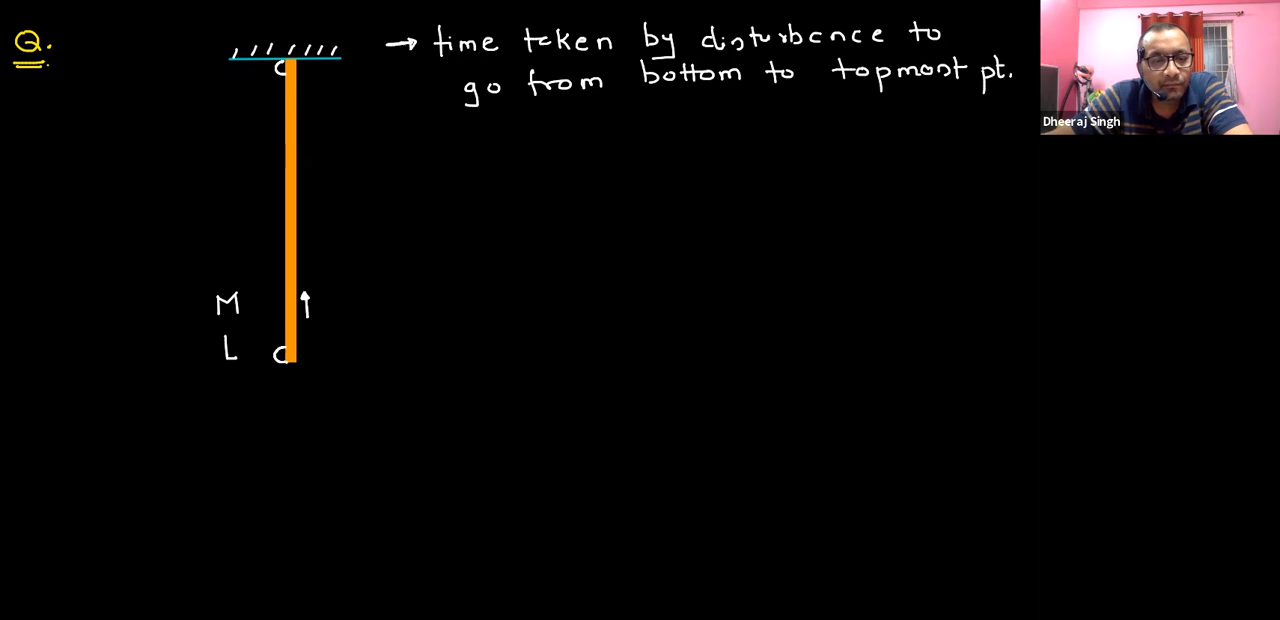 Q.
→ time taken by disturbance to
go from bottom to topmost pt.
Dheeraj Singh
M
L